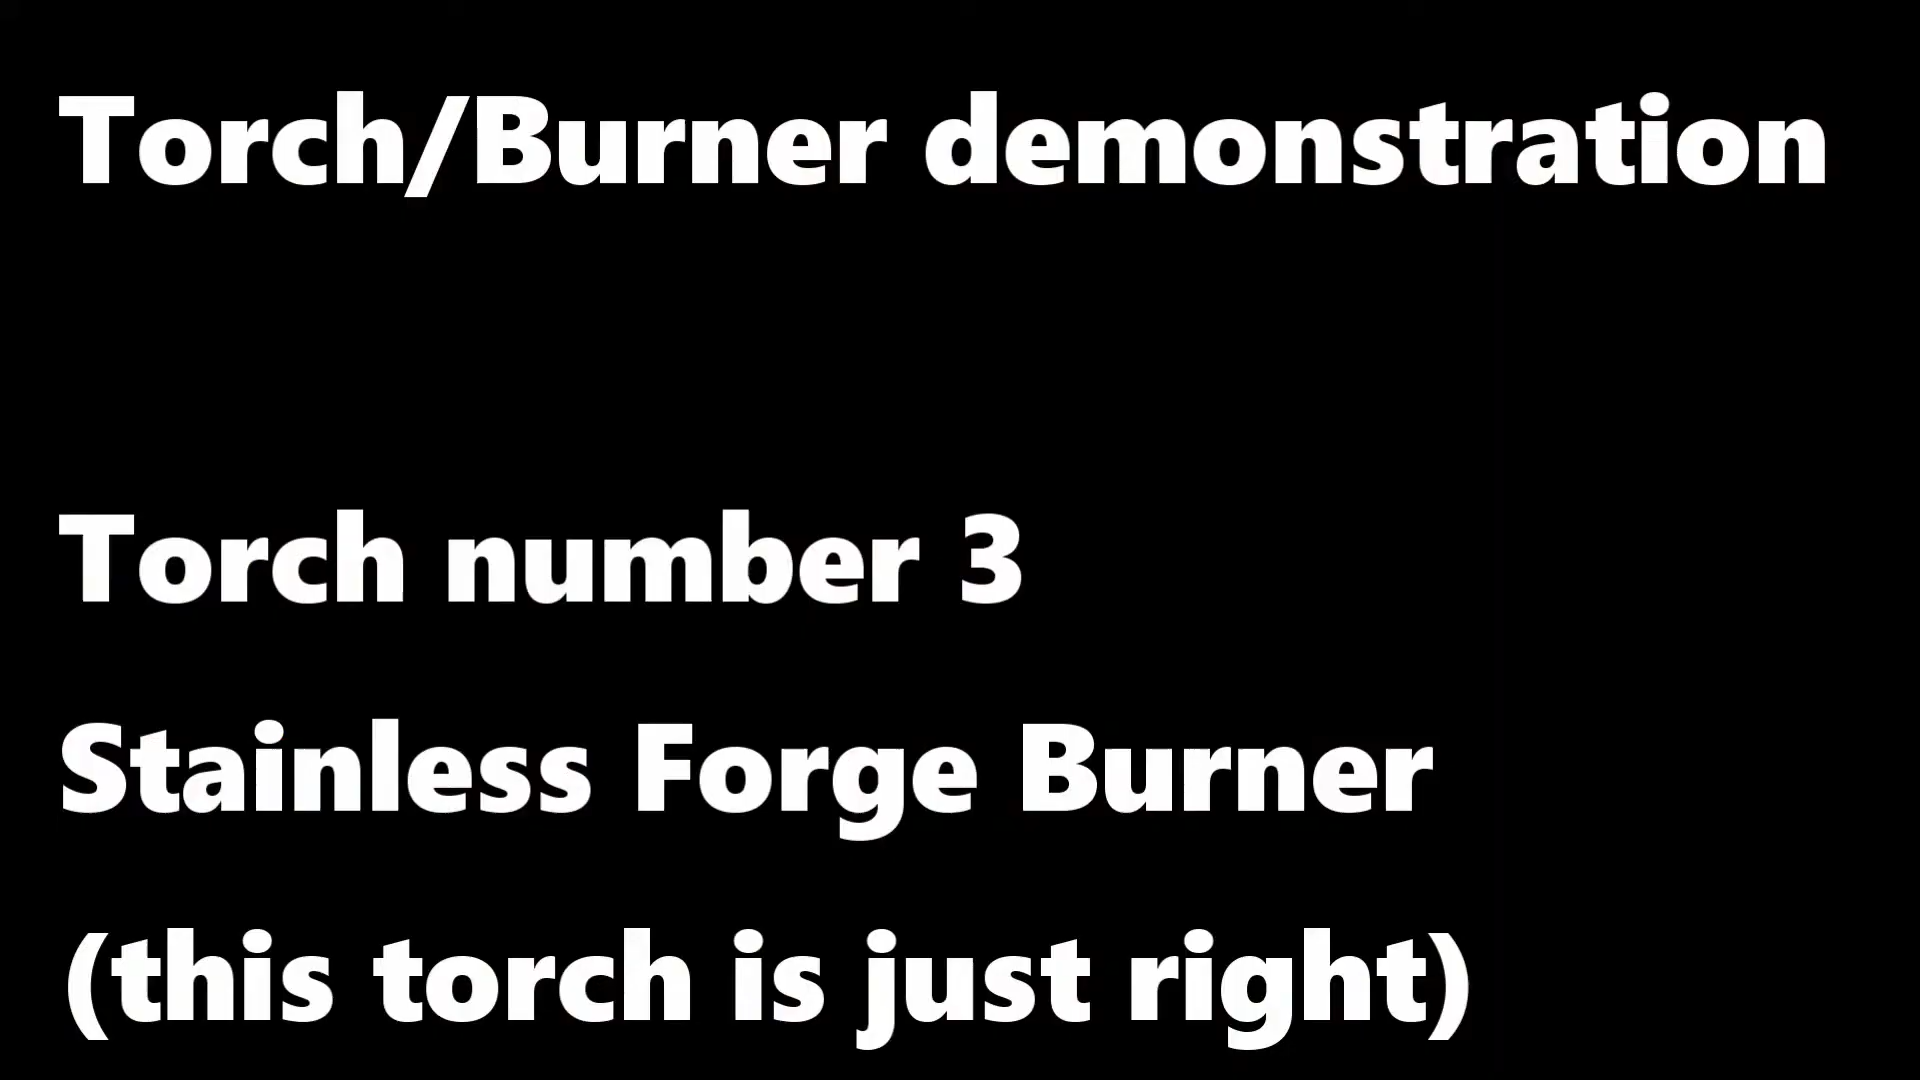 Torch/Burner demonstration
Torch number 3
Stainless Forge Burner
(this torch is just right)